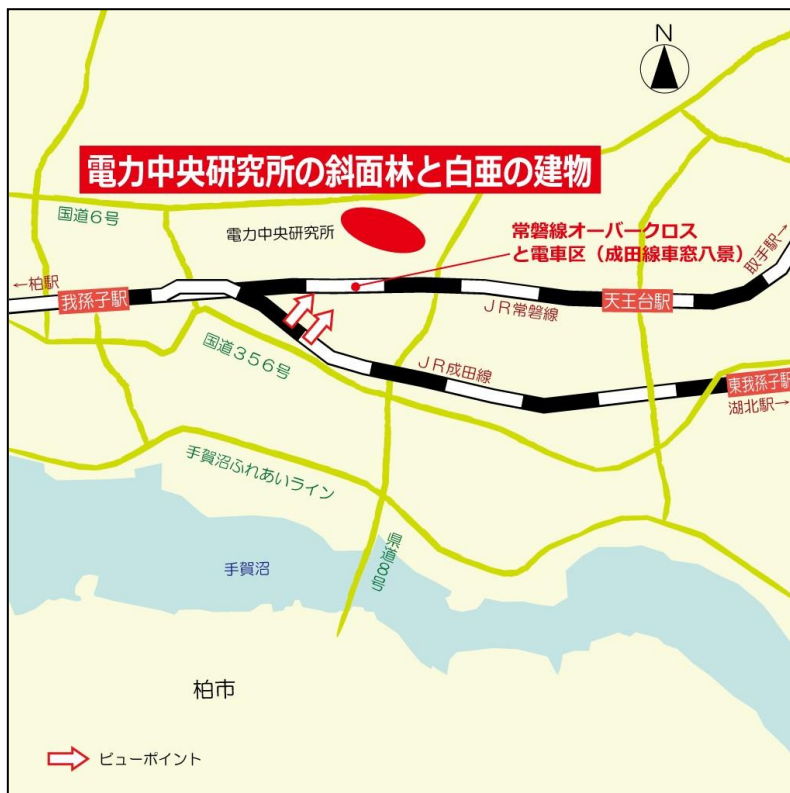 N
電力中央研究所の斜面林と白亜の建物
国道6号
電力中央研究所
常磐線オーバークロス
と電車区（成田線車窓八景）
取手駅→
←柏駅
我孫子駅
JR常磐線
天王台駅
国道356号
JR成田線
東我孫子駅
湖北駅→
手賀沼ふれあいライン
県道8号
手賀沼
柏市
ビューポイント